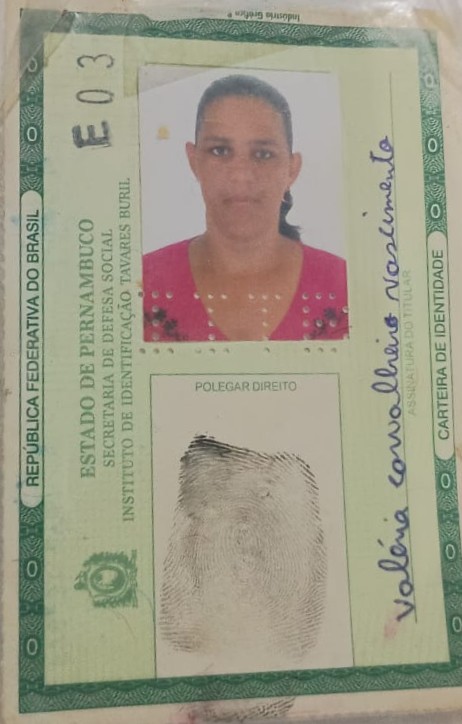 REPÚBLICA FEDERATIVA DO BRASIL
ESTADO DE PERNAMBUCO
SECRETARIA DE DEFESA SOCIAL
INSTITUTO DE IDENTIFICAÇÃO TAVARES BURIL
E 03
POLEGAR DIREITO
Valéria Carvalheira Nascimento
ASSINATURA DO TITULAR
CARTEIRA DE IDENTIDADE
Indústria Gráfica